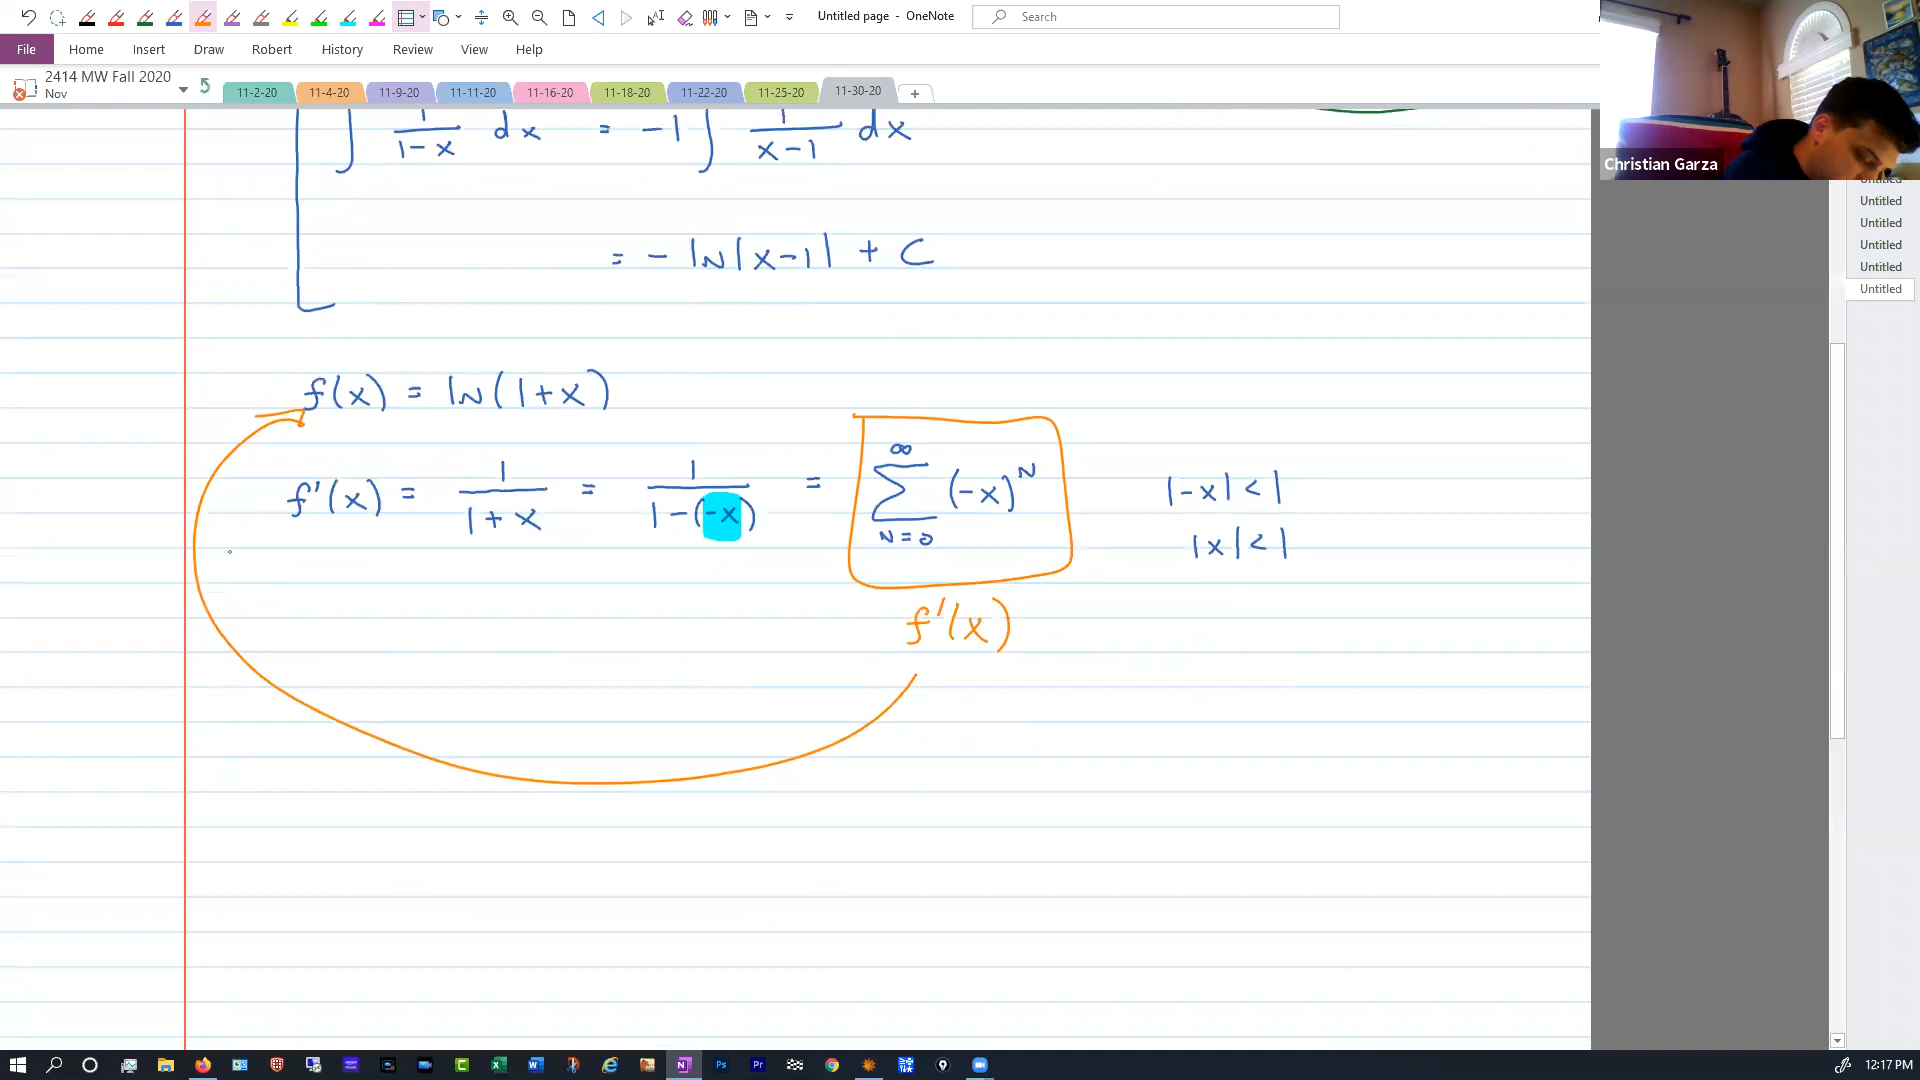 Untitled page - OneNote
Search
File Home Insert Draw Robert History Review View Help
2414 MW Fall 2020
Nov
11-2-20 11-4-20 11-9-20 11-11-20 11-16-20 11-18-20 11-22-20 11-25-20 11-30-20
Christian Garza
Untitled
Untitled
Untitled
Untitled
Untitled
Untitled
∫ 1/(1-x) dx = -1 ∫ 1/(x-1) dx
= - ln|x-1| + C
f(x) = ln(1+x)
f'(x) = 1/(1+x) = 1/(1-(-x)) = ∞ Σ N=0 (-x)^N |-x| < 1
|x| < 1
f'(x)
12:17 PM